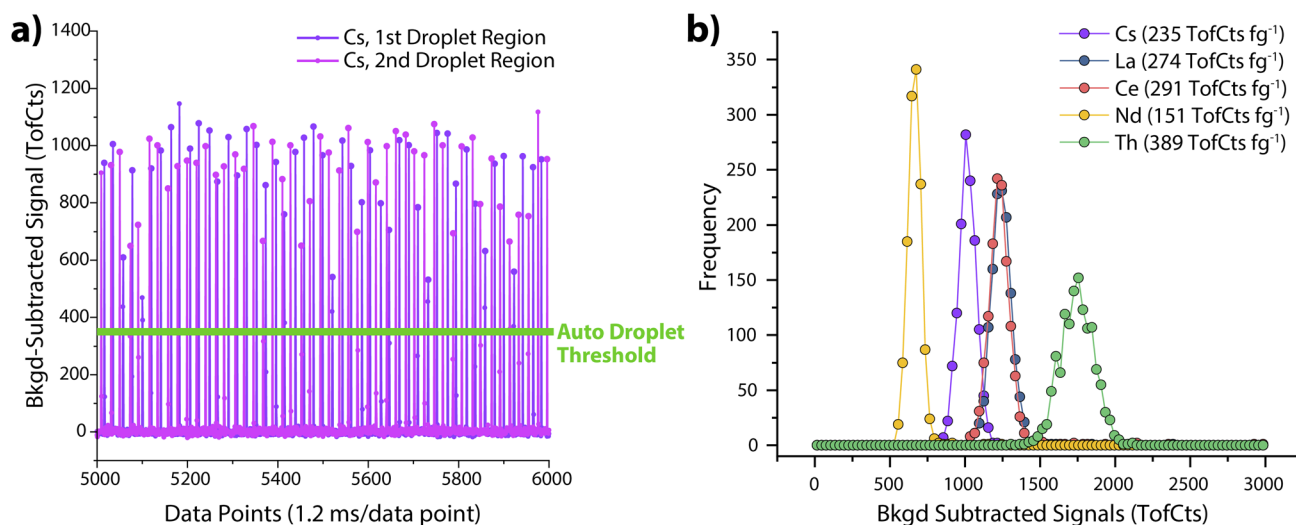 a)
Bkgd-Subtracted Signal (TofCts)
1400
1200
1000
800
600
400
200
0
Cs, 1st Droplet Region
Cs, 2nd Droplet Region
Auto Droplet
Threshold
5000
5200
5400
5600
5800
6000
Data Points (1.2 ms/data point)
b)
Frequency
350
300
250
200
150
100
50
0
Cs (235 TofCts fg⁻¹)
La (274 TofCts fg⁻¹)
Ce (291 TofCts fg⁻¹)
Nd (151 TofCts fg⁻¹)
Th (389 TofCts fg⁻¹)
0
500
1000
1500
2000
2500
3000
Bkgd Subtracted Signals (TofCts)